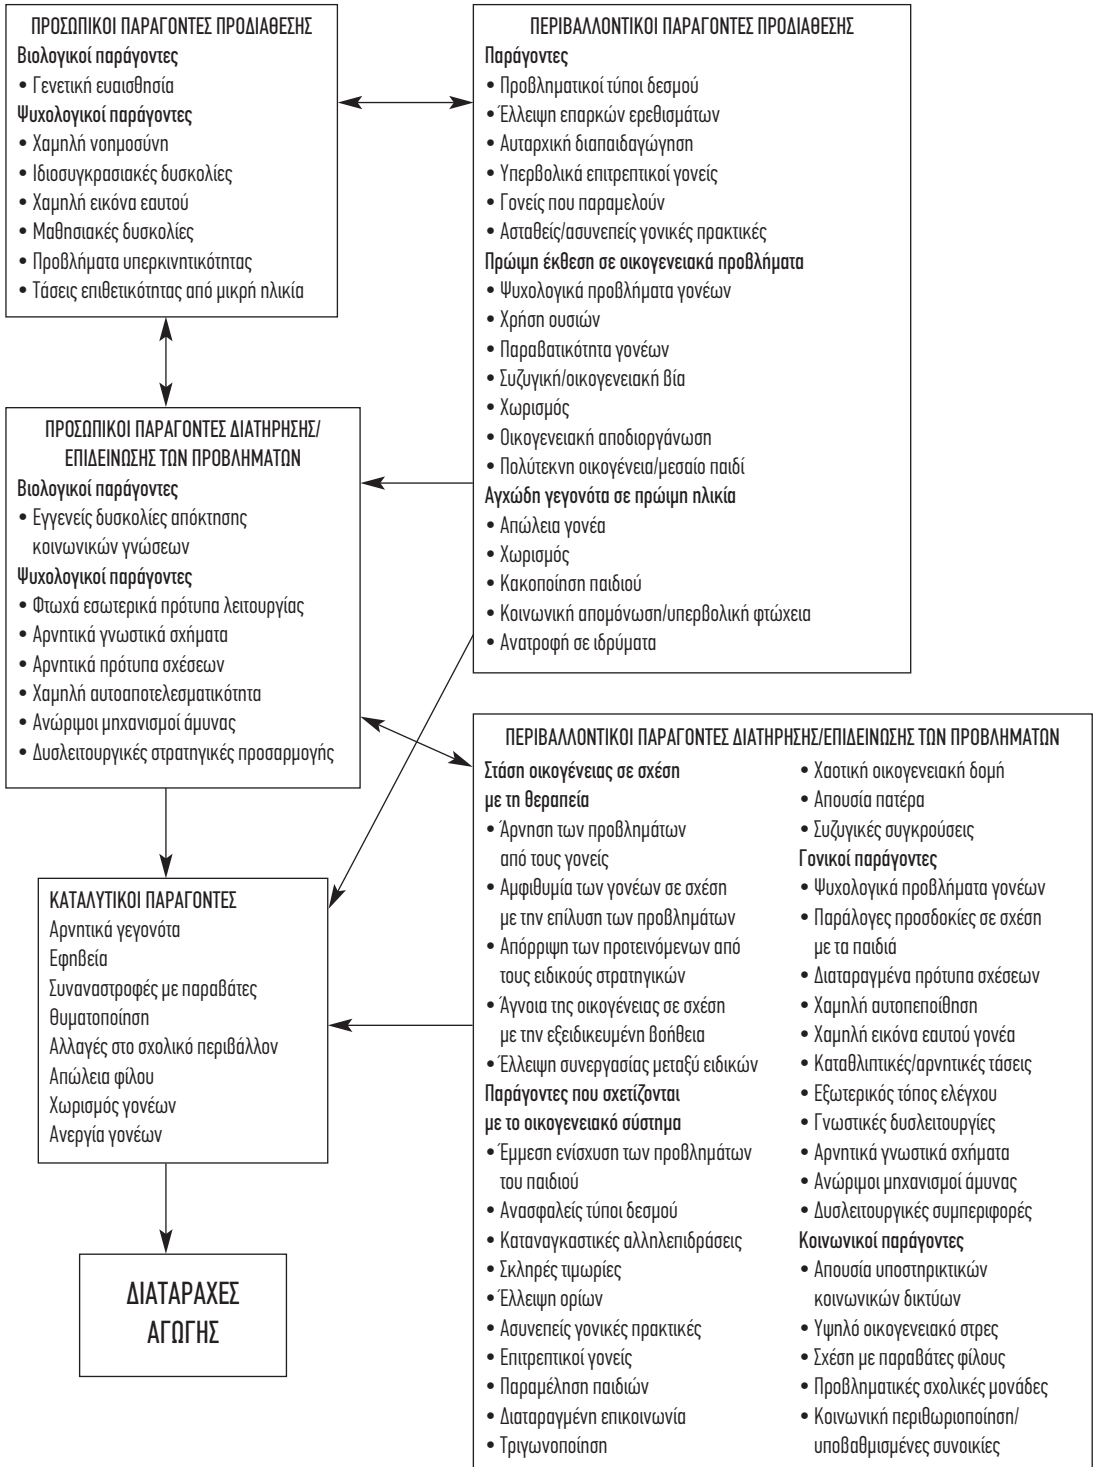 ΠΡΟΣΩΠΙΚΟΙ ΠΑΡΑΓΟΝΤΕΣ ΠΡΟΔΙΑΘΕΣΗΣ
Βιολογικοί παράγοντες
• Γενετική ευαισθησία
Ψυχολογικοί παράγοντες
• Χαμηλή νοημοσύνη
• Ιδιοσυγκρασιακές δυσκολίες
• Χαμηλή εικόνα εαυτού
• Μαθησιακές δυσκολίες
• Προβλήματα υπερκινητικότητας
• Τάσεις επιθετικότητας από μικρή ηλικία
ΠΕΡΙΒΑΛΛΟΝΤΙΚΟΙ ΠΑΡΑΓΟΝΤΕΣ ΠΡΟΔΙΑΘΕΣΗΣ
Παράγοντες
• Προβληματικοί τύποι δεσμού
• Έλλειψη επαρκών ερεθισμάτων
• Αυταρχική διαπαιδαγώγηση
• Υπερβολικά επιτρεπτικοί γονείς
• Γονείς που παραμελούν
• Ασταθείς/ασυνεπείς γονικές πρακτικές
Πρώιμη έκθεση σε οικογενειακά προβλήματα
• Ψυχολογικά προβλήματα γονέων
• Χρήση ουσιών
• Παραβατικότητα γονέων
• Συζυγική/οικογενειακή βία
• Χωρισμός
• Οικογενειακή αποδιοργάνωση
• Πολύτεκνη οικογένεια/μεσαίο παιδί
Αγχώδη γεγονότα σε πρώιμη ηλικία
• Απώλεια γονέα
• Χωρισμός
• Κακοποίηση παιδιού
• Κοινωνική απομόνωση/υπερβολική φτώχεια
• Ανατροφή σε ιδρύματα
ΠΡΟΣΩΠΙΚΟΙ ΠΑΡΑΓΟΝΤΕΣ ΔΙΑΤΗΡΗΣΗΣ/
ΕΠΙΔΕΙΝΩΣΗΣ ΤΩΝ ΠΡΟΒΛΗΜΑΤΩΝ
Βιολογικοί παράγοντες
• Εγγενείς δυσκολίες απόκτησης
κοινωνικών γνώσεων
Ψυχολογικοί παράγοντες
• Φτωχά εσωτερικά πρότυπα λειτουργίας
• Αρνητικά γνωστικά σχήματα
• Αρνητικά πρότυπα σχέσεων
• Χαμηλή αυτοαποτελεσματικότητα
• Ανώριμοι μηχανισμοί άμυνας
• Δυσλειτουργικές στρατηγικές προσαρμογής
ΚΑΤΑΛΥΤΙΚΟΙ ΠΑΡΑΓΟΝΤΕΣ
Αρνητικά γεγονότα
Εφηβεία
Συναναστροφές με παραβάτες
Θυματοποίηση
Αλλαγές στο σχολικό περιβάλλον
Απώλεια φίλου
Χωρισμός γονέων
Ανεργία γονέων
ΔΙΑΤΑΡΑΧΕΣ
ΑΓΩΓΗΣ
ΠΕΡΙΒΑΛΛΟΝΤΙΚΟΙ ΠΑΡΑΓΟΝΤΕΣ ΔΙΑΤΗΡΗΣΗΣ/ΕΠΙΔΕΙΝΩΣΗΣ ΤΩΝ ΠΡΟΒΛΗΜΑΤΩΝ
Στάση οικογένειας σε σχέση
με τη θεραπεία
• Άρνηση των προβλημάτων
από τους γονείς
• Αμφιθυμία των γονέων σε σχέση
με την επίλυση των προβλημάτων
• Απόρριψη των προτεινόμενων από
τους ειδικούς στρατηγικών
• Άγνοια της οικογένειας σε σχέση
με την εξειδικευμένη βοήθεια
• Έλλειψη συνεργασίας μεταξύ ειδικών
Παράγοντες που σχετίζονται
με το οικογενειακό σύστημα
• Έμμεση ενίσχυση των προβλημάτων
του παιδιού
• Ανασφαλείς τύποι δεσμού
• Καταναγκαστικές αλληλεπιδράσεις
• Σκληρές τιμωρίες
• Έλλειψη ορίων
• Ασυνεπείς γονικές πρακτικές
• Επιτρεπτικοί γονείς
• Παραμέληση παιδιών
• Διαταραγμένη επικοινωνία
• Τριγωνοποίηση
• Χαοτική οικογενειακή δομή
• Απουσία πατέρα
• Συζυγικές συγκρούσεις
Γονικοί παράγοντες
• Ψυχολογικά προβλήματα γονέων
• Παράλογες προσδοκίες σε σχέση
με τα παιδιά
• Διαταραγμένα πρότυπα σχέσεων
• Χαμηλή αυτοπεποίθηση
• Χαμηλή εικόνα εαυτού γονέα
• Καταθλιπτικές/αρνητικές τάσεις
• Εξωτερικός τόπος ελέγχου
• Γνωστικές δυσλειτουργίες
• Αρνητικά γνωστικά σχήματα
• Ανώριμοι μηχανισμοί άμυνας
• Δυσλειτουργικές συμπεριφορές
Κοινωνικοί παράγοντες
• Απουσία υποστηρικτικών
κοινωνικών δικτύων
• Υψηλό οικογενειακό στρες
• Σχέση με παραβάτες φίλους
• Προβληματικές σχολικές μονάδες
• Κοινωνική περιθωριοποίηση/
υποβαθμισμένες συνοικίες